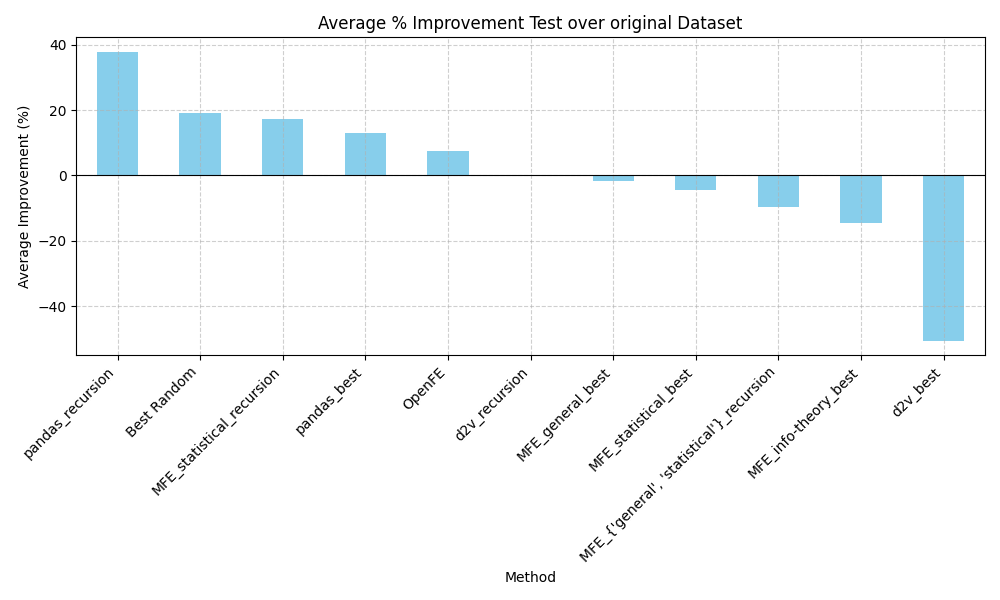 Average % Improvement Test over original Dataset
Average Improvement (%)
40
20
0
−20
−40
pandas_recursion
Best Random
MFE_statistical_recursion
pandas_best
OpenFE
d2v_recursion
MFE_general_best
MFE_statistical_best
MFE_{'general', 'statistical'}_recursion
MFE_info-theory_best
d2v_best
Method